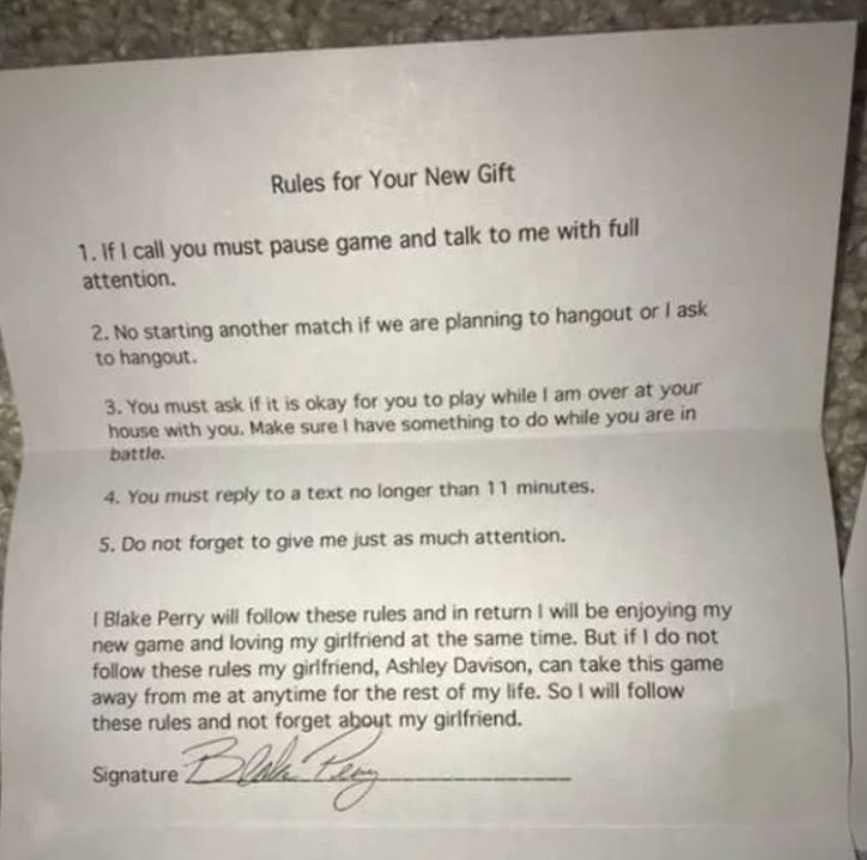 Rules for Your New Gift
1. If I call you must pause game and talk to me with full
attention.
2. No starting another match if we are planning to hangout or I ask
to hangout.
3. You must ask if it is okay for you to play while I am over at your
house with you. Make sure I have something to do while you are in
battle.
4. You must reply to a text no longer than 11 minutes.
5. Do not forget to give me just as much attention.
I Blake Perry will follow these rules and in return I will be enjoying my
new game and loving my girlfriend at the same time. But if I do not
follow these rules my girlfriend, Ashley Davison, can take this game
away from me at anytime for the rest of my life. So I will follow
these rules and not forget about my girlfriend.
Signature Blake Perry